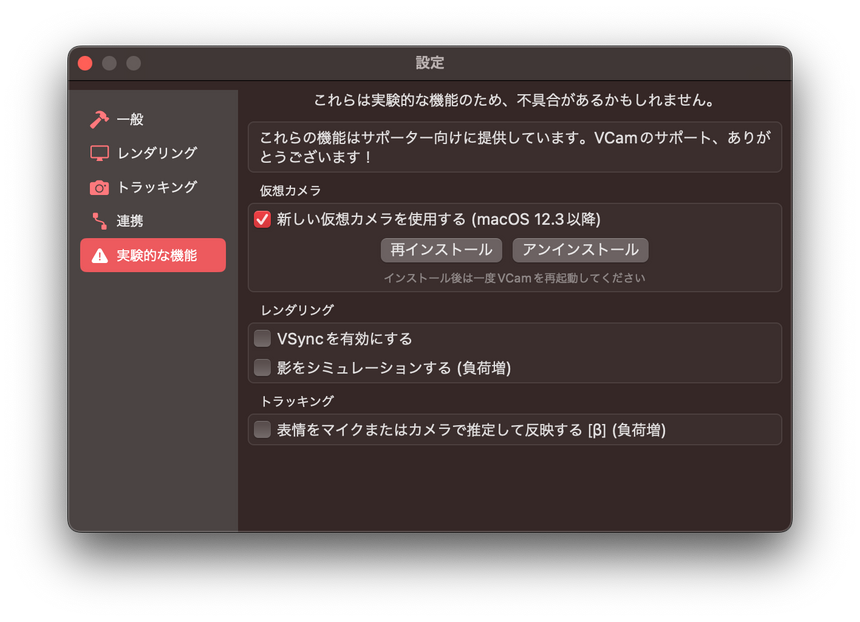 設定
一般
レンダリング
トラッキング
連携
実験的な機能
これらは実験的な機能のため、不具合があるかもしれません。
これらの機能はサポーター向けに提供しています。VCamのサポート、ありが
とうございます！
仮想カメラ
新しい仮想カメラを使用する (macOS 12.3以降)
再インストール
アンインストール
インストール後は一度VCamを再起動してください
レンダリング
VSyncを有効にする
影をシミュレーションする (負荷増)
トラッキング
表情をマイクまたはカメラで推定して反映する [β] (負荷増)